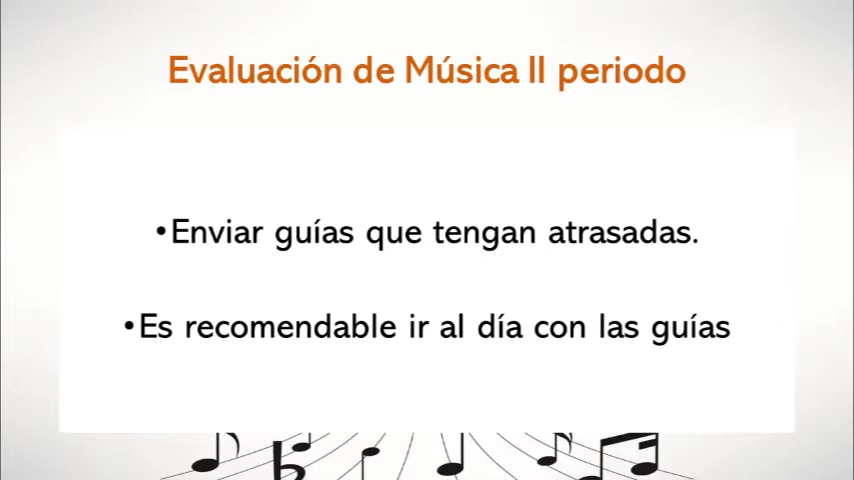 Evaluación de Música II periodo
•Enviar guías que tengan atrasadas.
•Es recomendable ir al día con las guías